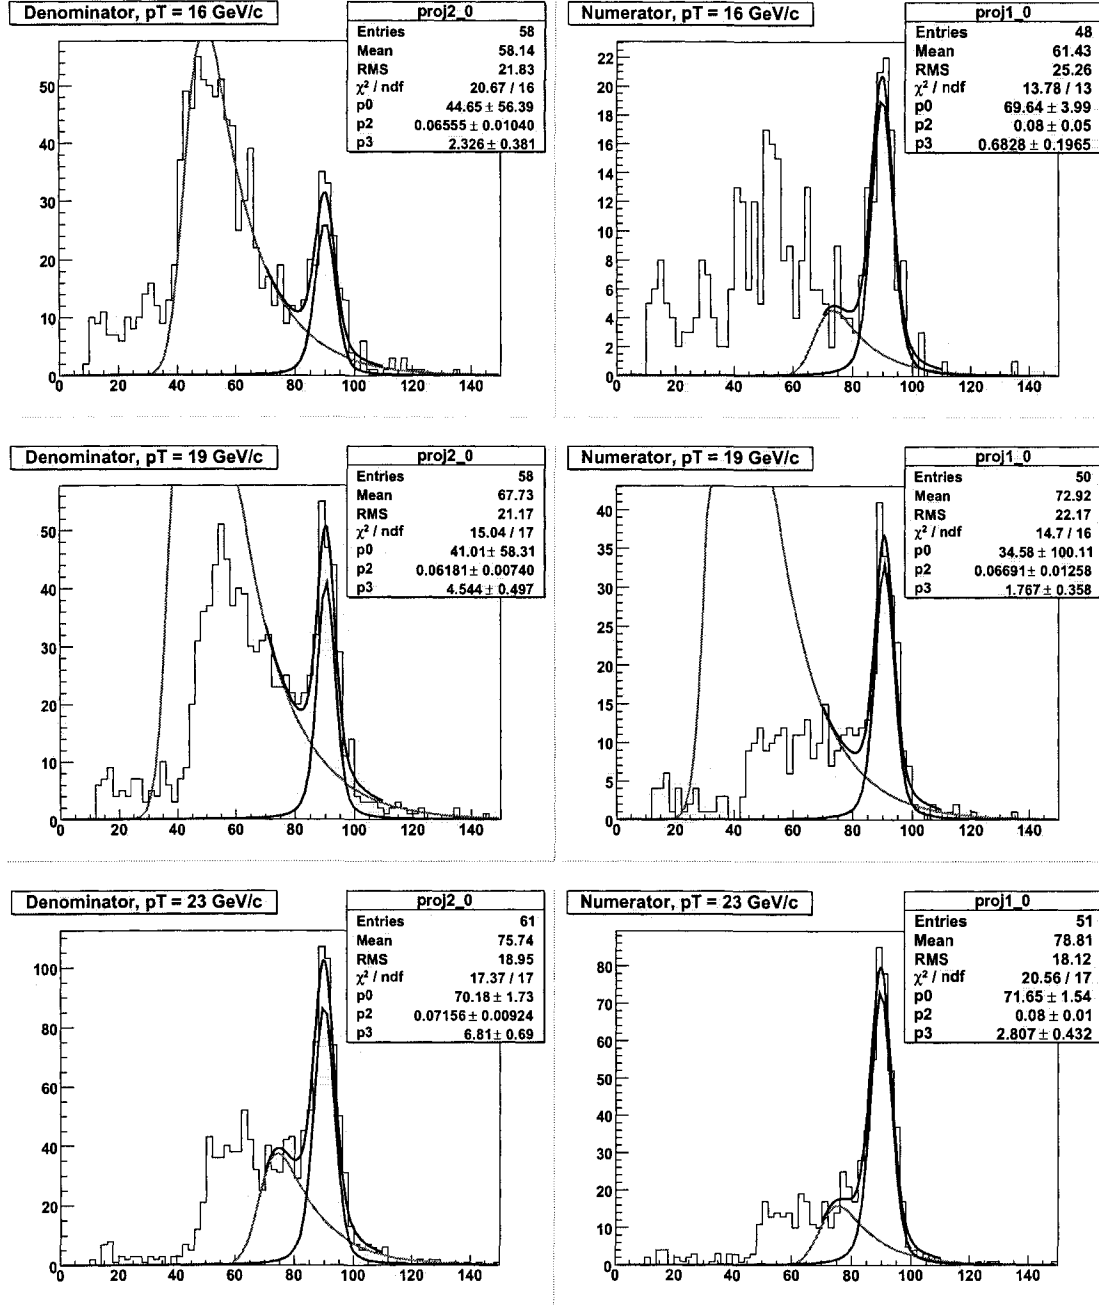 Denominator, pT = 16 GeV/c
proj2_0
Entries 58
Mean 58.14
RMS 21.83
χ² / ndf 20.67 / 16
p0 44.65 ± 56.39
p2 0.06555 ± 0.01040
p3 2.326 ± 0.381
50
40
30
20
10
0
0 20 40 60 80 100 120 140
Numerator, pT = 16 GeV/c
proj1_0
Entries 48
Mean 61.43
RMS 25.26
χ² / ndf 13.78 / 13
p0 69.64 ± 3.99
p2 0.08 ± 0.05
p3 0.6828 ± 0.1965
22
20
18
16
14
12
10
8
6
4
2
0
0 20 40 60 80 100 120 140
Denominator, pT = 19 GeV/c
proj2_0
Entries 58
Mean 67.73
RMS 21.17
χ² / ndf 15.04 / 17
p0 41.01 ± 58.31
p2 0.06181 ± 0.00740
p3 4.544 ± 0.497
50
40
30
20
10
0
0 20 40 60 80 100 120 140
Numerator, pT = 19 GeV/c
proj1_0
Entries 50
Mean 72.92
RMS 22.17
χ² / ndf 14.7 / 16
p0 34.58 ± 100.11
p2 0.06691 ± 0.01258
p3 1.767 ± 0.358
40
35
30
25
20
15
10
5
0
0 20 40 60 80 100 120 140
Denominator, pT = 23 GeV/c
proj2_0
Entries 61
Mean 75.74
RMS 18.95
χ² / ndf 17.37 / 17
p0 70.18 ± 1.73
p2 0.07156 ± 0.00924
p3 6.81 ± 0.69
100
80
60
40
20
0
0 20 40 60 80 100 120 140
Numerator, pT = 23 GeV/c
proj1_0
Entries 51
Mean 78.81
RMS 18.12
χ² / ndf 20.56 / 17
p0 71.65 ± 1.54
p2 0.08 ± 0.01
p3 2.807 ± 0.432
80
70
60
50
40
30
20
10
0
0 20 40 60 80 100 120 140